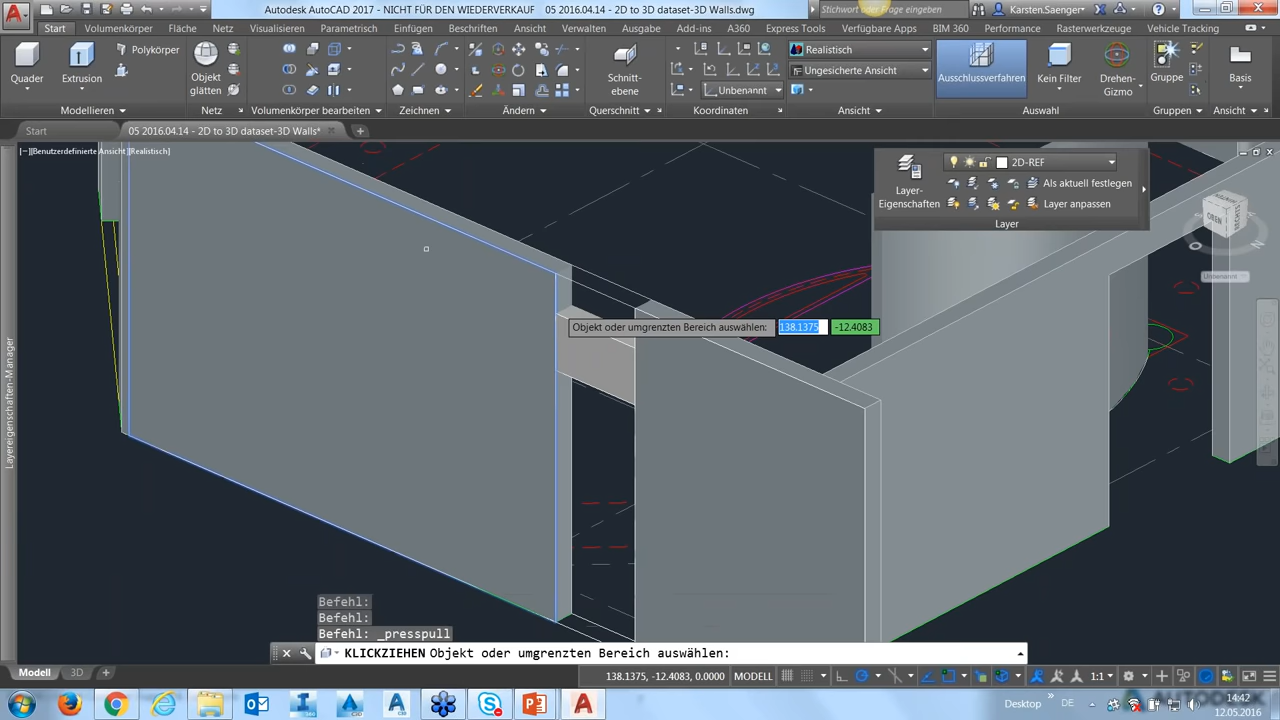 Autodesk AutoCAD 2017 - NICHT FÜR DEN WIEDERVERKAUF 05 2016.04.14 - 2D to 3D dataset-3D Walls.dwg
Stichwort oder Frage eingeben
Karsten.Saenger
Start Volumenkörper Fläche Netz Visualisieren Parametrisch Einfügen Beschriften Ansicht Verwalten Ausgabe Add-ins A360 Express Tools Verfügbare Apps BIM 360 Performance Rasterwerkzeuge Vehicle Tracking
Quader
Extrusion
Polykörper
Objekt glätten
Schnitt-ebene
Unbenannt
Realistisch
Ungesicherte Ansicht
Ausschlussverfahren
Kein Filter
Drehen-Gizmo
Gruppe
Basis
Modellieren Netz Volumenkörper bearbeiten Zeichnen Ändern Querschnitt Koordinaten Ansicht Auswahl Gruppen Ansicht
Start 05 2016.04.14 - 2D to 3D dataset-3D Walls*
[−][Benutzerdefinierte Ansicht][Realistisch]
2D-REF
Layer-Eigenschaften
Als aktuell festlegen
Layer anpassen
Layer
Unbenannt
Layereigenschaften-Manager
Objekt oder umgrenzten Bereich auswählen: 138.1375 -12.4083
Befehl:
Befehl:
Befehl: _presspull
KLICKZIEHEN Objekt oder umgrenzten Bereich auswählen:
Modell 3D
138.1375, -12.4083, 0.0000 MODELL
1:1
Desktop
DE
14:42
12.05.2016